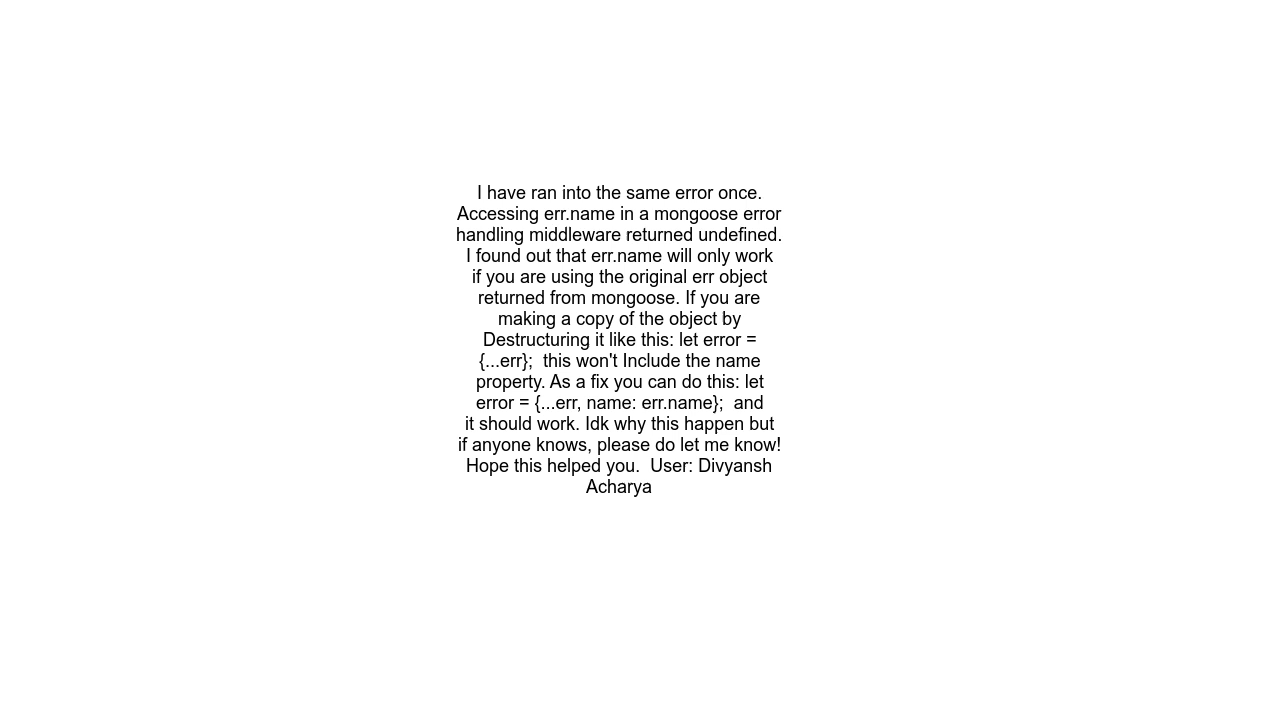 I have ran into the same error once.
Accessing err.name in a mongoose error
handling middleware returned undefined.
I found out that err.name will only work
if you are using the original err object
returned from mongoose. If you are
making a copy of the object by
Destructuring it like this: let error =
{...err};  this won't Include the name
property. As a fix you can do this: let
error = {...err, name: err.name};  and
it should work. Idk why this happen but
if anyone knows, please do let me know!
Hope this helped you.  User: Divyansh
Acharya